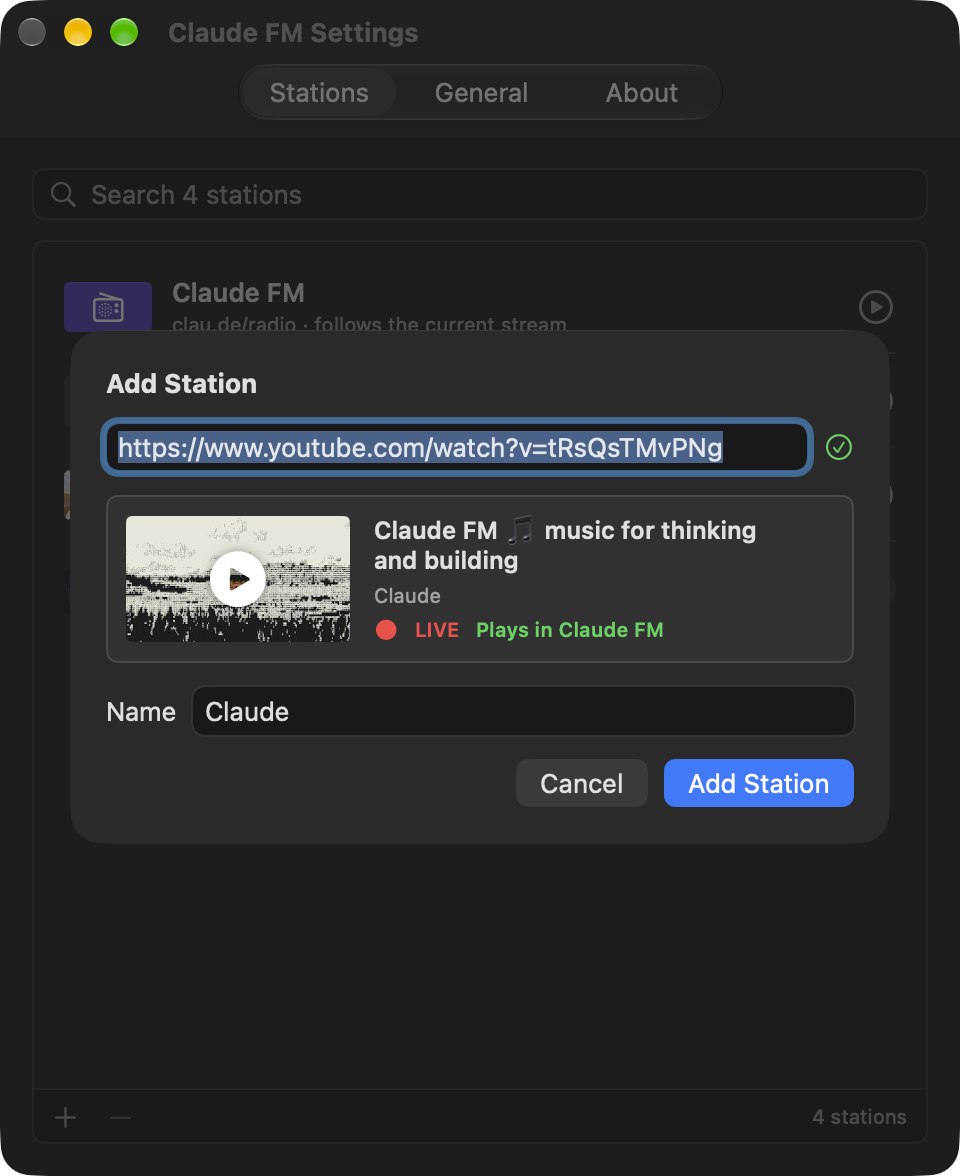 Claude FM Settings
Stations
General
About
Search 4 stations
Claude FM
clau.de/radio · follows the current stream
Add Station
https://www.youtube.com/watch?v=tRsQsTMvPNg
Claude FM 🎵 music for thinking
and building
Claude
LIVE Plays in Claude FM
Name Claude
Cancel
Add Station
4 stations